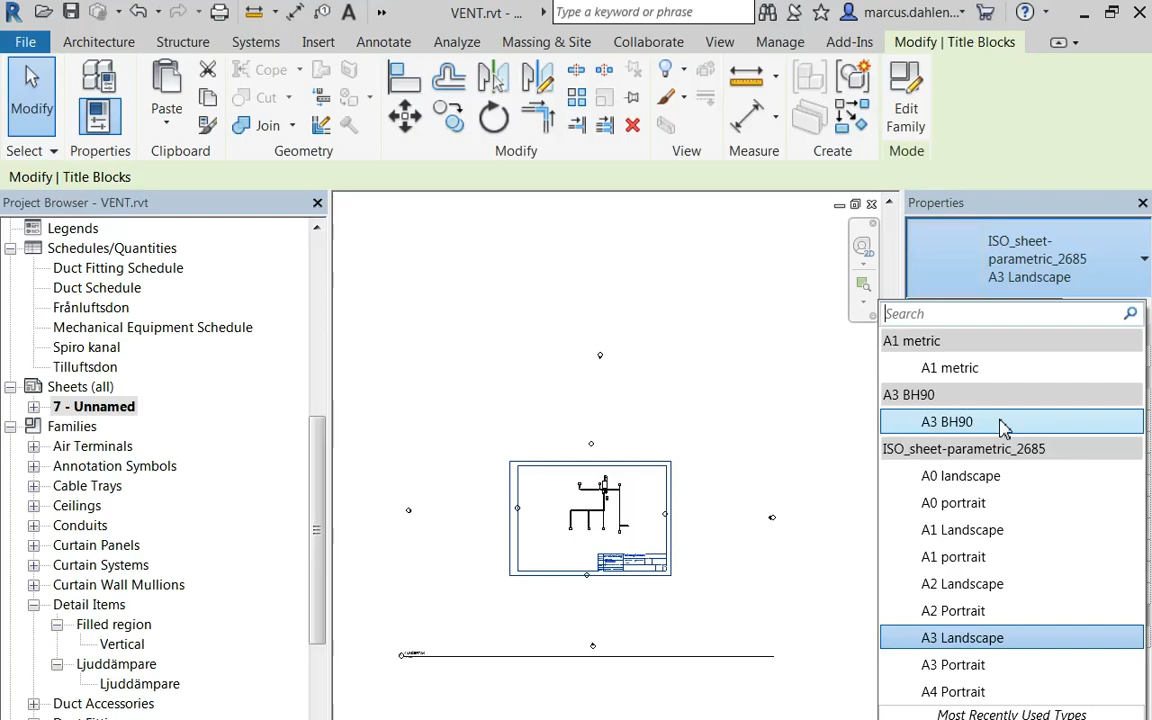 VENT.rvt - ...
Type a keyword or phrase
marcus.dahlen...
File
Architecture
Structure
Systems
Insert
Annotate
Analyze
Massing & Site
Collaborate
View
Manage
Add-Ins
Modify | Title Blocks
Modify
Paste
Cope
Cut
Join
Edit
Family
Select
Properties
Clipboard
Geometry
Modify
View
Measure
Create
Mode
Modify | Title Blocks
Project Browser - VENT.rvt
Legends
Schedules/Quantities
Duct Fitting Schedule
Duct Schedule
Frånluftsdon
Mechanical Equipment Schedule
Spiro kanal
Tilluftsdon
Sheets (all)
7 - Unnamed
Families
Air Terminals
Annotation Symbols
Cable Trays
Ceilings
Conduits
Curtain Panels
Curtain Systems
Curtain Wall Mullions
Detail Items
Filled region
Vertical
Ljuddämpare
Ljuddämpare
Duct Accessories
2D
Properties
ISO_sheet-
parametric_2685
A3 Landscape
Search
A1 metric
A1 metric
A3 BH90
A3 BH90
ISO_sheet-parametric_2685
A0 landscape
A0 portrait
A1 Landscape
A1 portrait
A2 Landscape
A2 Portrait
A3 Landscape
A3 Portrait
A4 Portrait
Most Recently Used Types